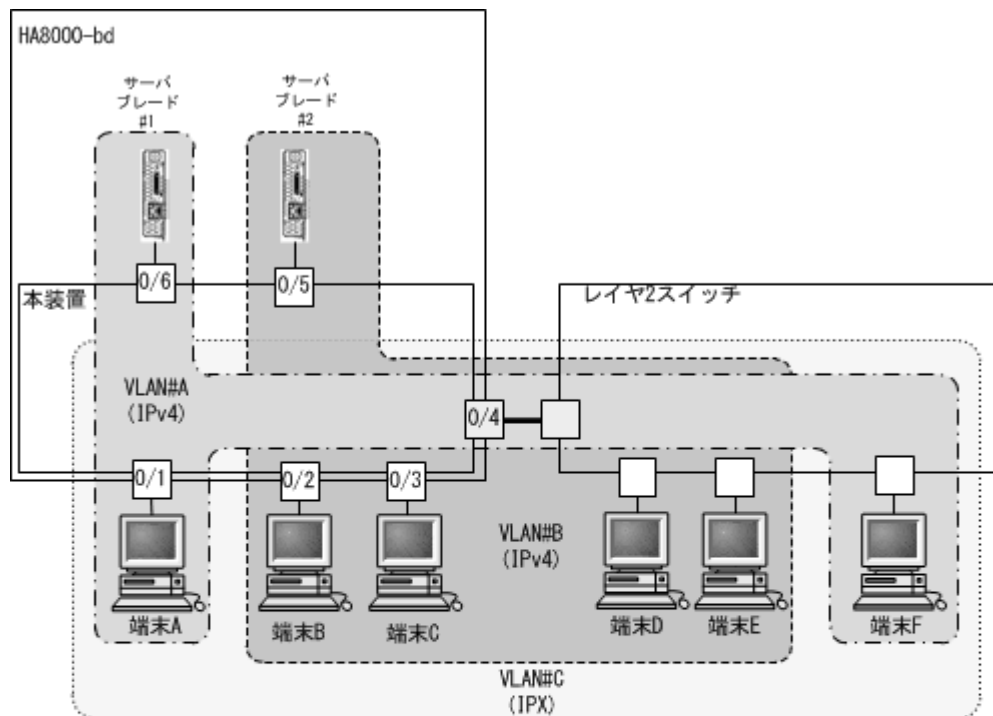 HA8000-bd
サーバ
ブレード
#1
サーバ
ブレード
#2
0/6
0/5
本装置
レイヤ2スイッチ
VLAN#A
(IPv4)
0/4
0/1
0/2
0/3
VLAN#B
(IPv4)
端末A
端末B
端末C
端末D
端末E
端末F
VLAN#C
(IPX)